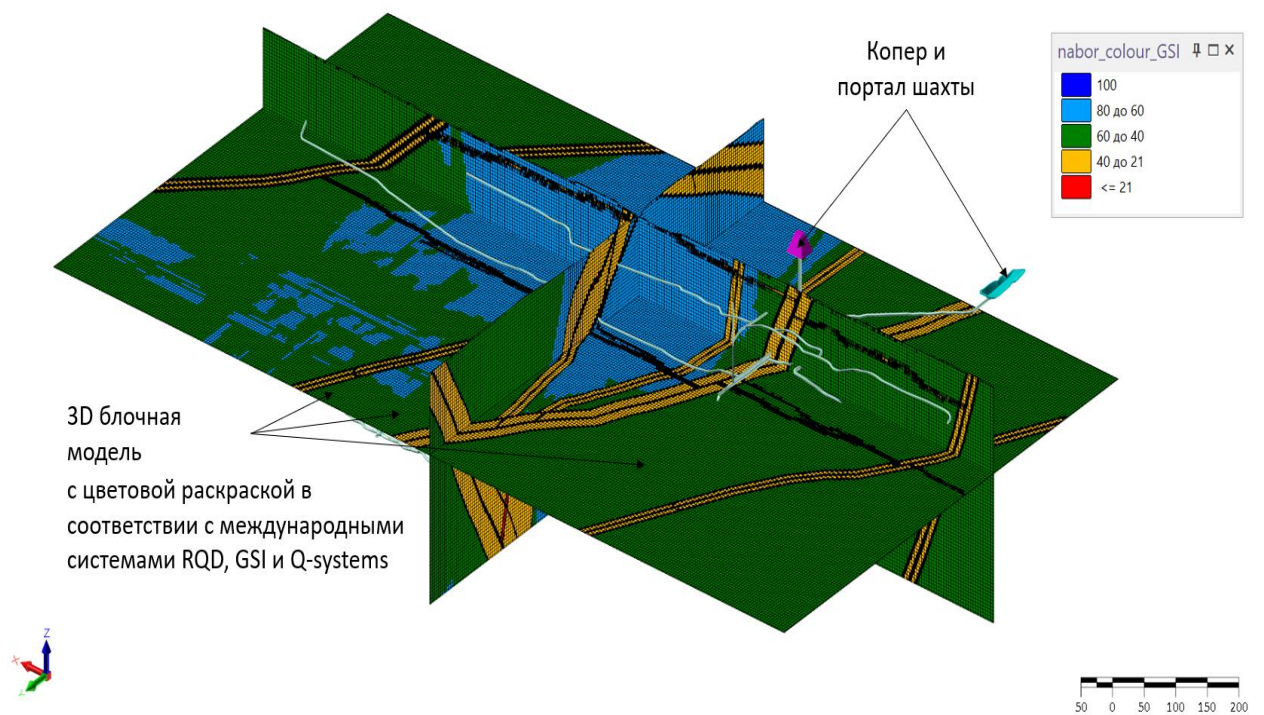 Копер и
портал шахты
nabor_colour_GSI
100
80 до 60
60 до 40
40 до 21
<= 21
3D блочная
модель
с цветовой раскраской в
соответствии с международными
системами RQD, GSI и Q-systems
Z
X
Y
50 0 50 100 150 200